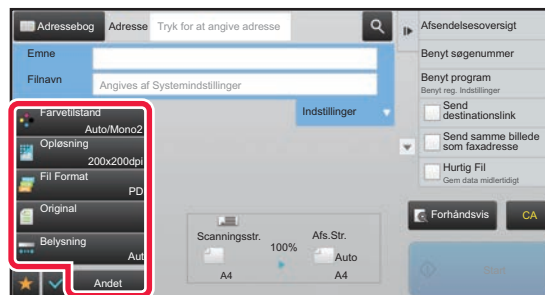 Adressebog
Adresse
Tryk for at angive adresse
Emne
Filnavn
Angives af Systemindstillinger
Indstillinger
Farvetilstand
Auto/Mono2
Opløsning
200x200dpi
Fil Format
PD
Original
Belysning
Aut
Andet
Scanningsstr.
A4
100%
Afs.Str.
Auto
A4
Afsendelsesoversigt
Benyt søgenummer
Benyt program
Benyt reg. Indstillinger
Send
destinationslink
Send samme billede
som faxadresse
Hurtig Fil
Gem data midlertidigt
Forhåndsvis
CA
Start